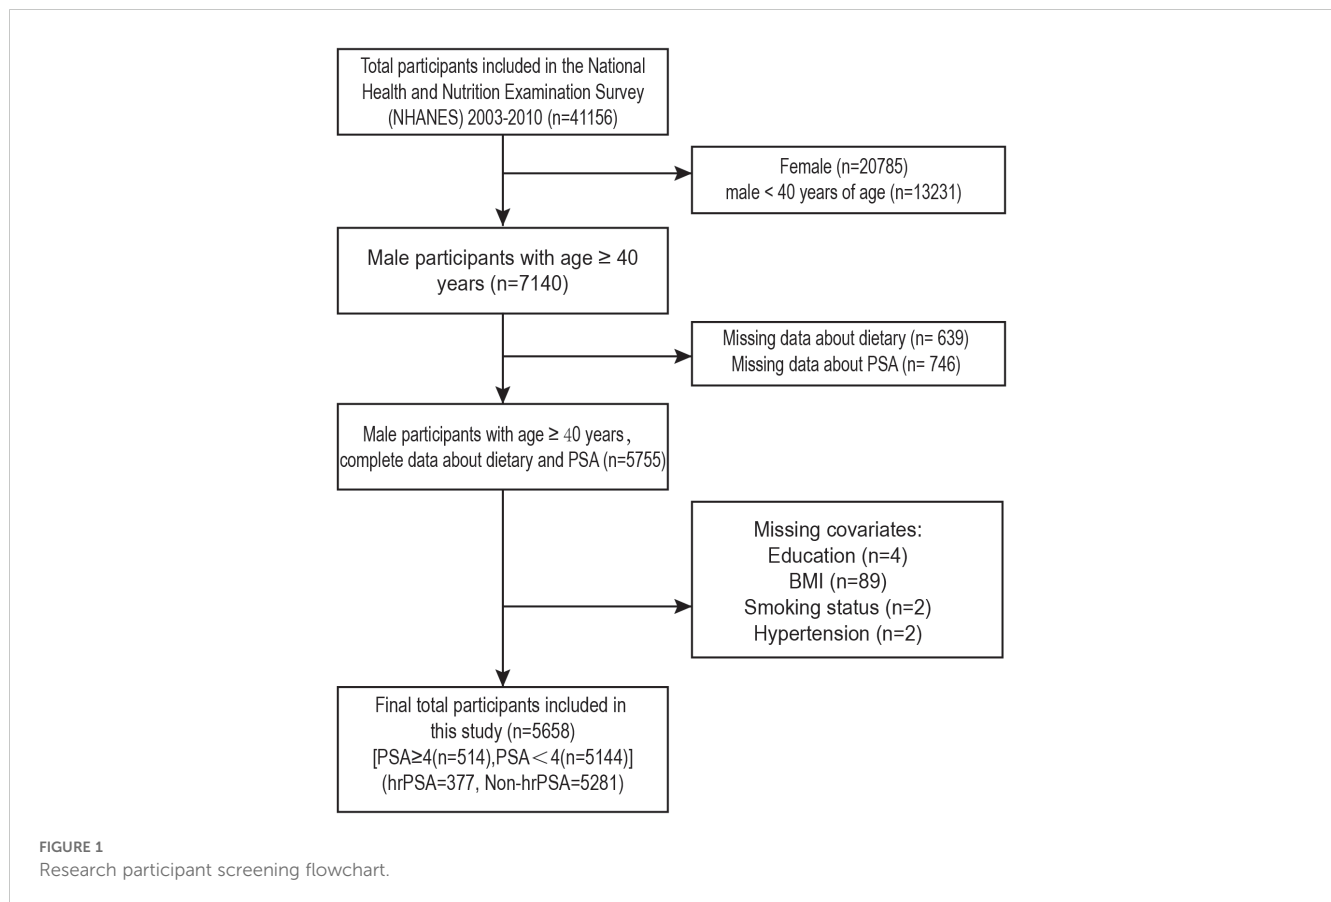 Total participants included in the National
Health and Nutrition Examination Survey
(NHANES) 2003-2010 (n=41156)
Female (n=20785)
male < 40 years of age (n=13231)
Male participants with age ≥ 40
years (n=7140)
Missing data about dietary (n= 639)
Missing data about PSA (n= 746)
Male participants with age ≥ 40 years,
complete data about dietary and PSA (n=5755)
Missing covariates:
Education (n=4)
BMI (n=89)
Smoking status (n=2)
Hypertension (n=2)
Final total participants included in
this study (n=5658)
[PSA≥4(n=514),PSA＜4(n=5144)]
(hrPSA=377, Non-hrPSA=5281)
FIGURE 1
Research participant screening flowchart.